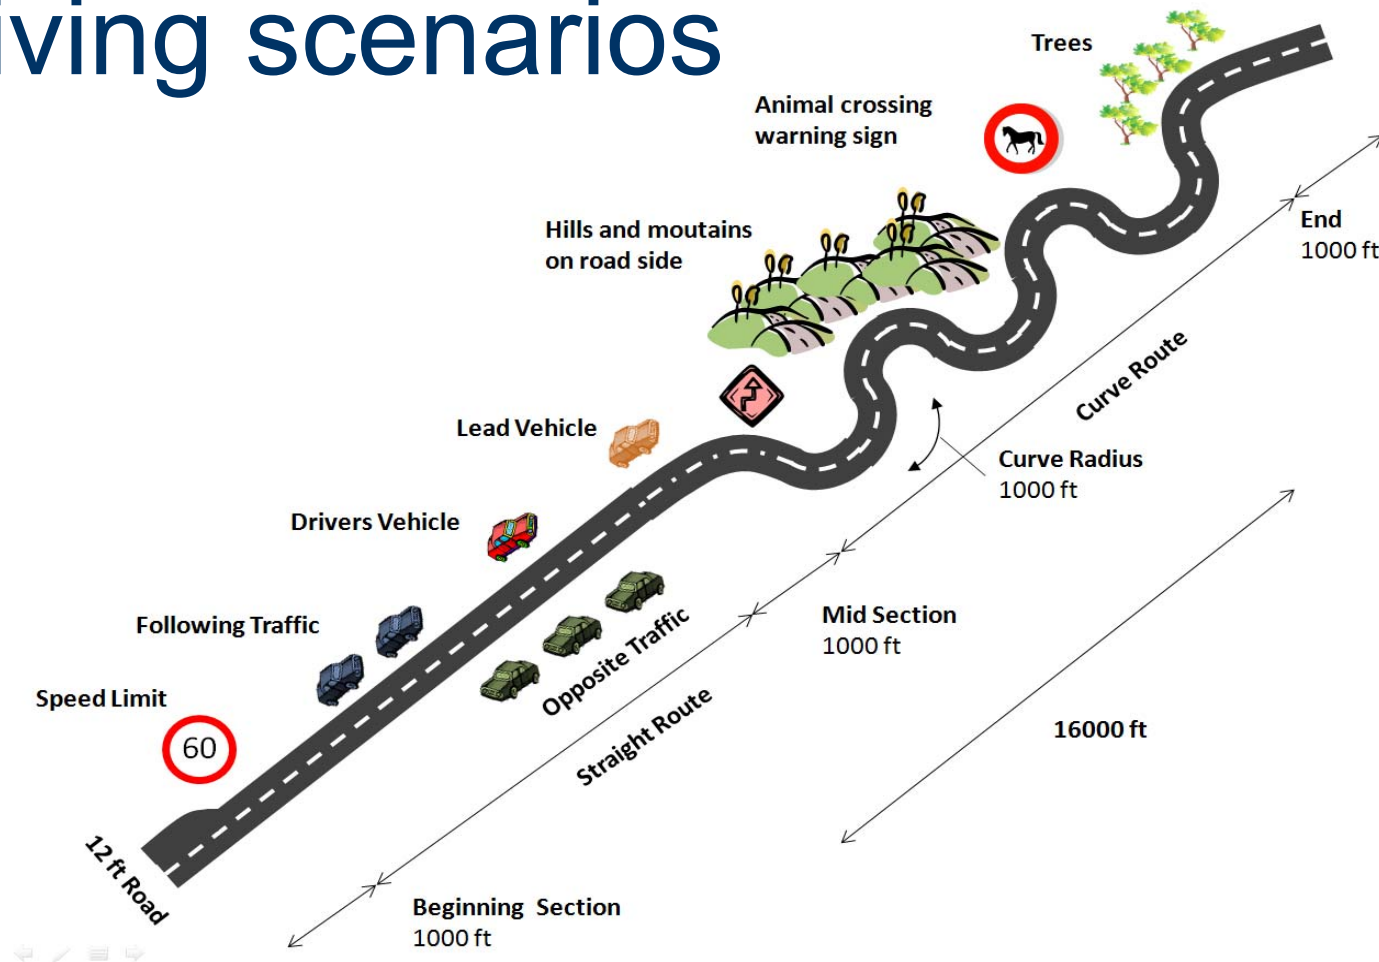 iving scenarios
Trees
Animal crossing
warning sign
Hills and moutains
on road side
End
1000 ft
Curve Route
Lead Vehicle
Curve Radius
1000 ft
Drivers Vehicle
Following Traffic
Opposite Traffic
Mid Section
1000 ft
Speed Limit
60
Straight Route
16000 ft
12 ft Road
Beginning Section
1000 ft